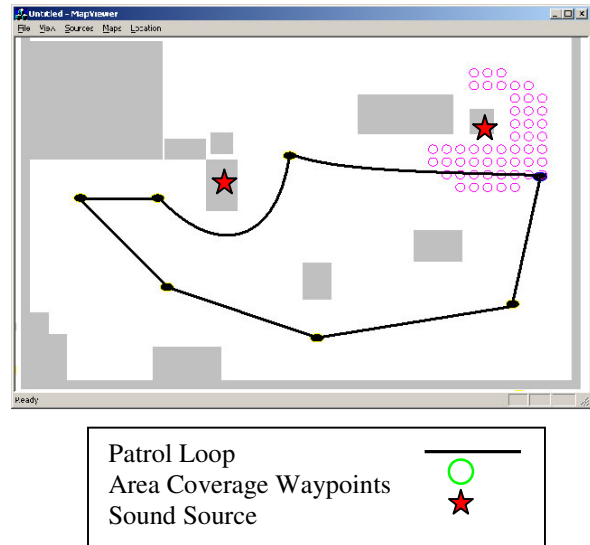 Untitled - MapViewer
File View Sources Maps Location
Ready
Patrol Loop
Area Coverage Waypoints
Sound Source